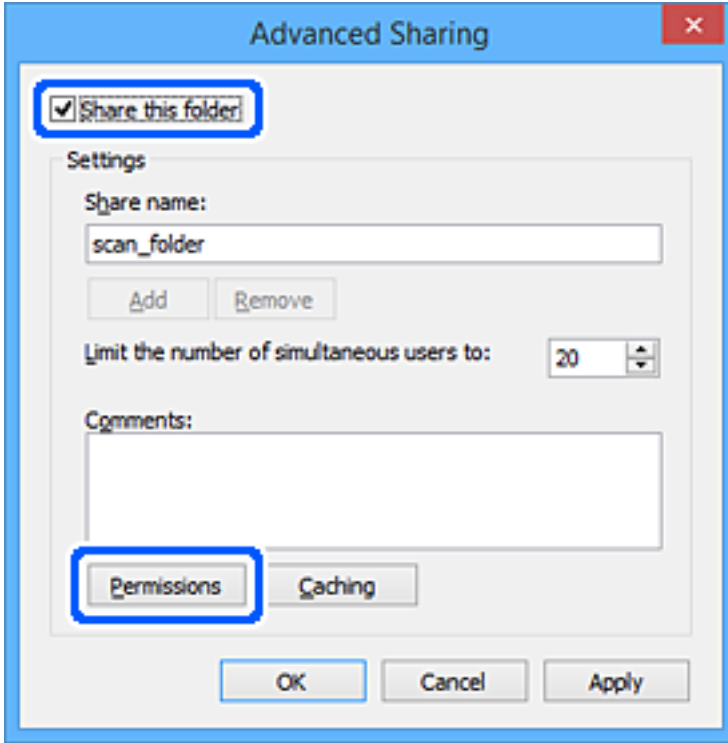 Advanced Sharing
Share this folder
Settings
Share name:
scan_folder
Add Remove
Limit the number of simultaneous users to: 20
Comments:
Permissions Caching
OK Cancel Apply